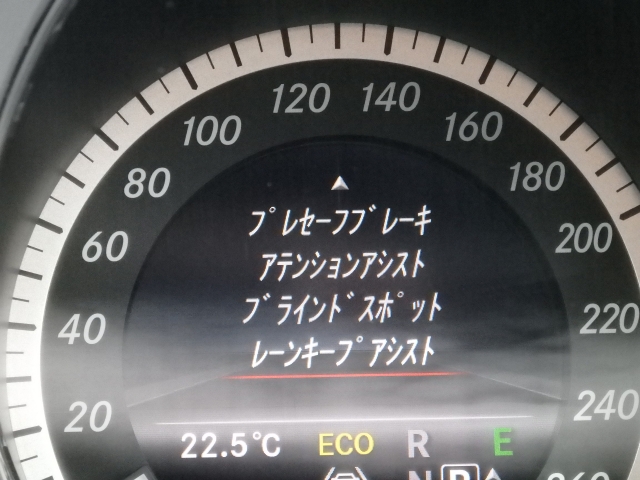 120 140
100 160
80 180
60 200
40 220
20 240
ﾌﾟﾚｾｰﾌﾌﾞﾚｰｷ
ｱﾃﾝｼｮﾝｱｼｽﾄ
ﾌﾞﾗｲﾝﾄﾞｽﾎﾟｯﾄ
ﾚｰﾝｷｰﾌﾟｱｼｽﾄ
22.5℃ ECO R E
N P 260